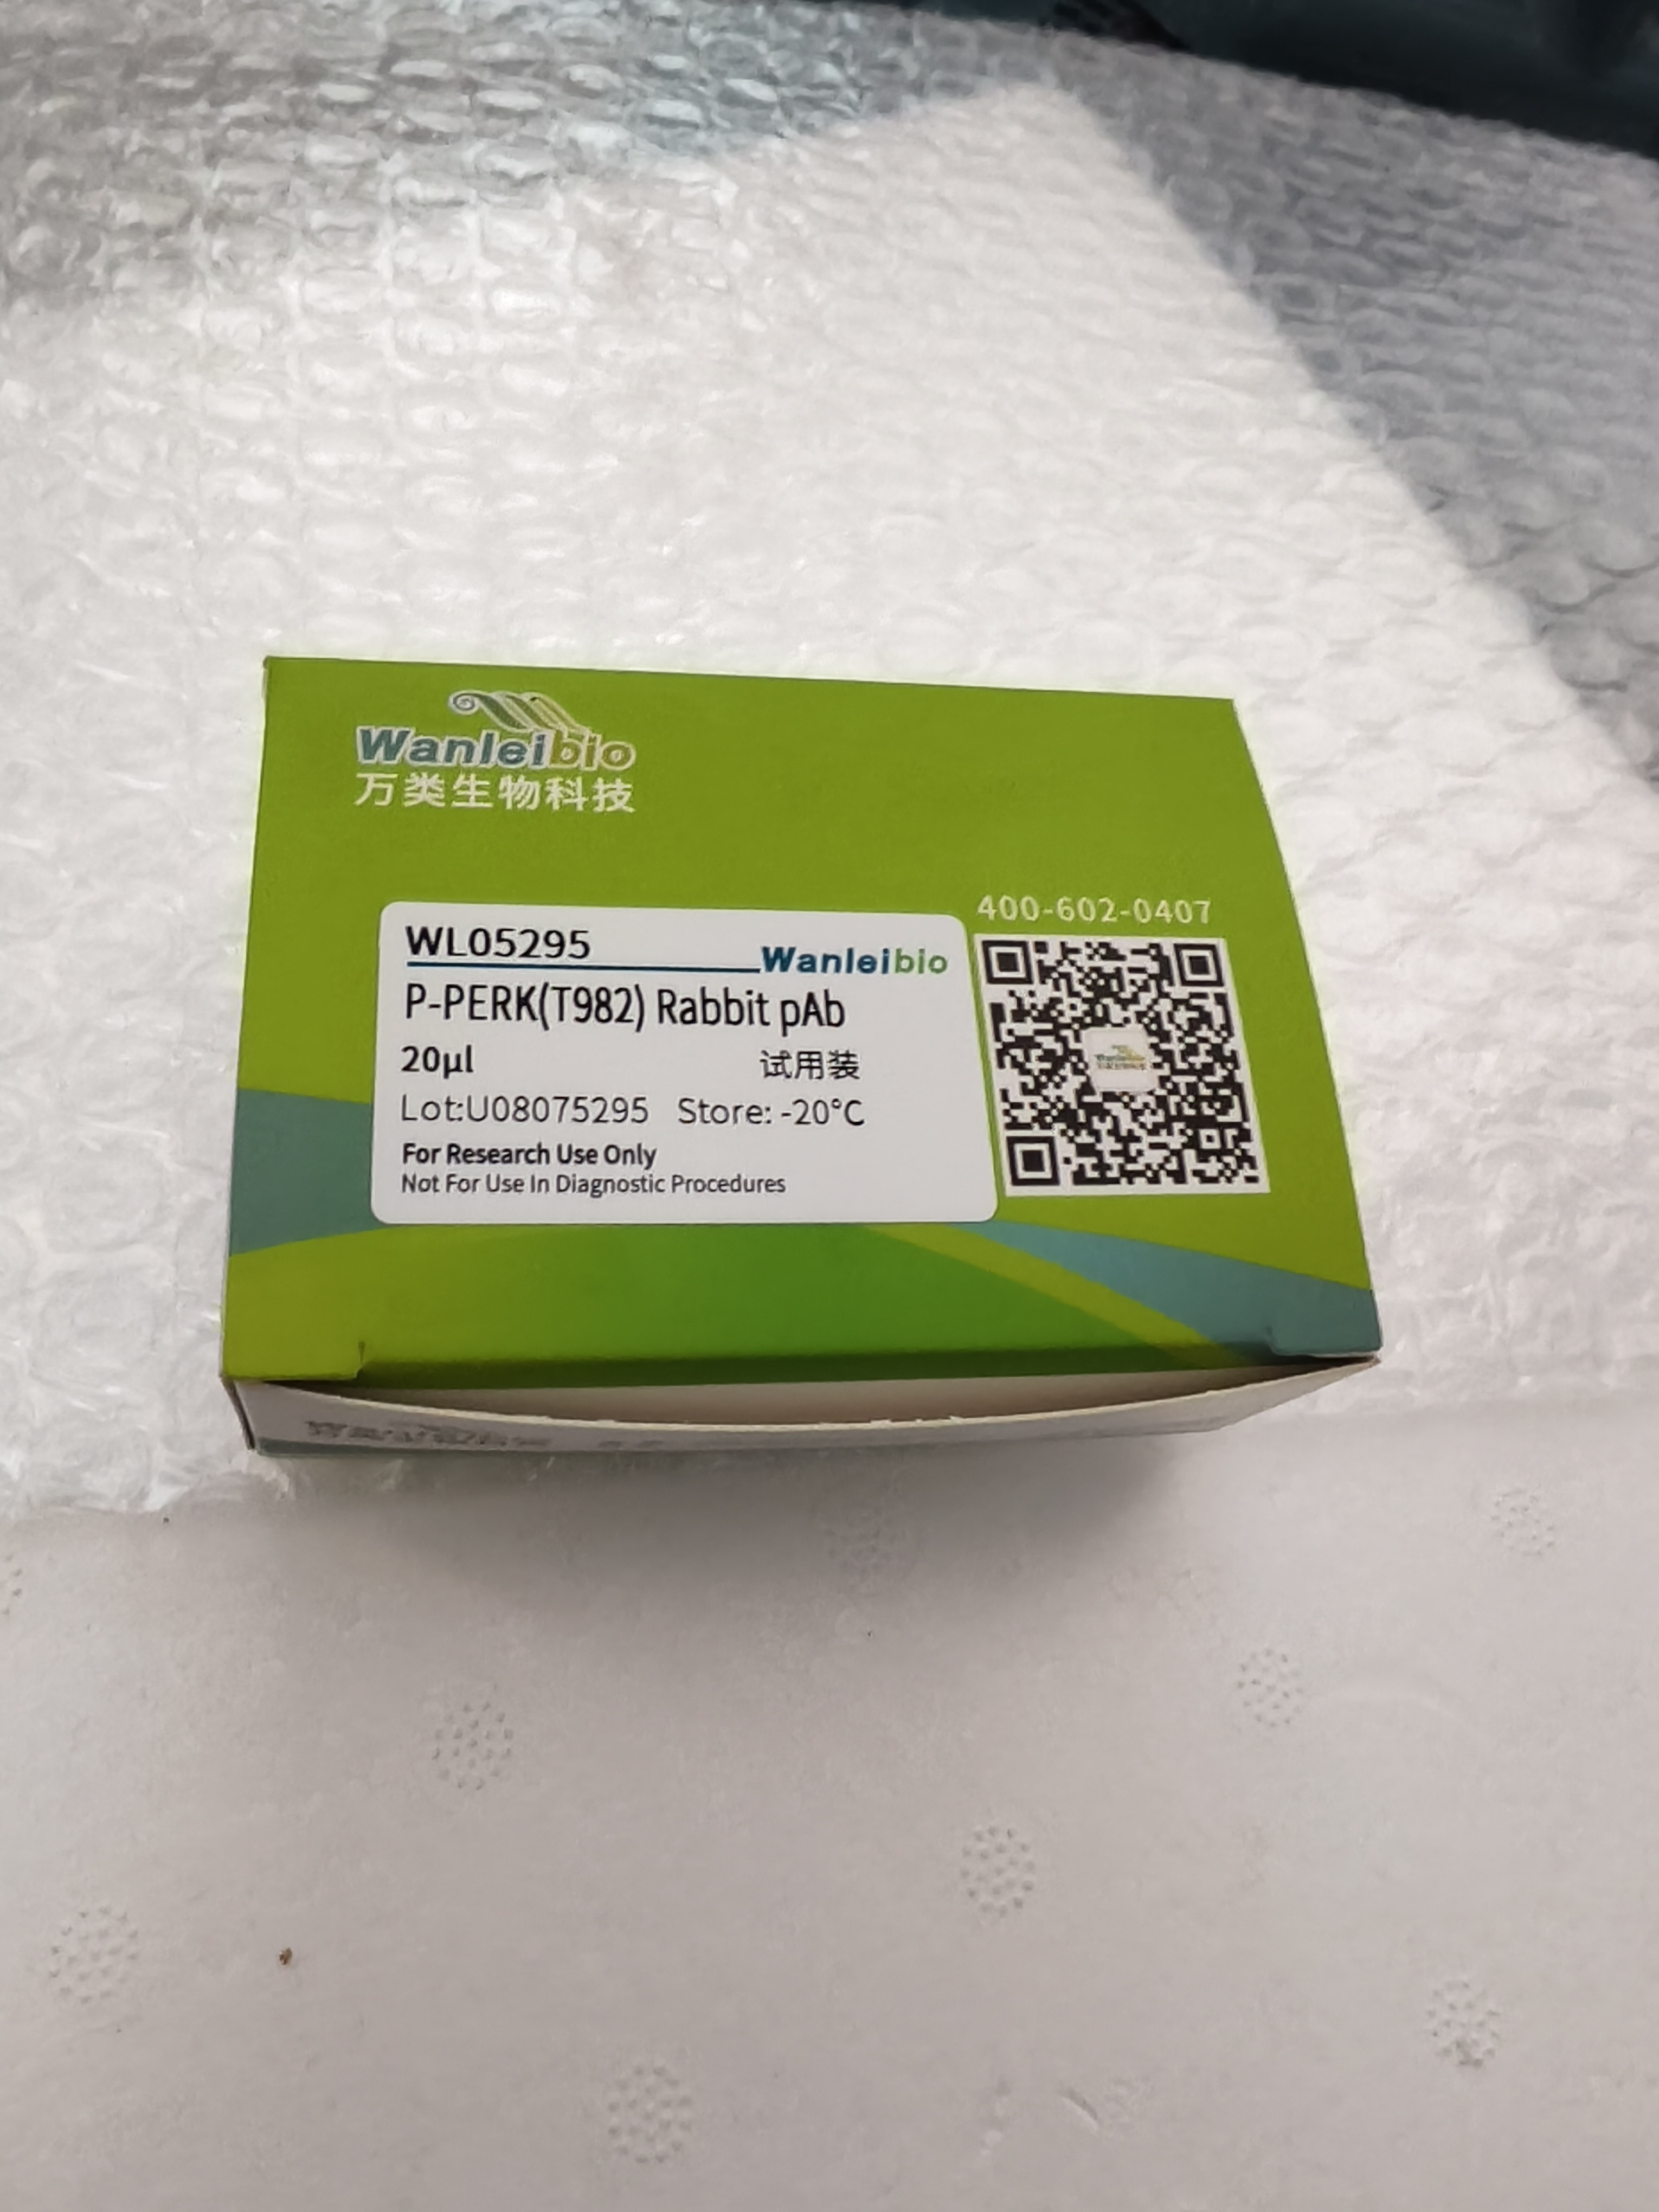 Wanleibio
万类生物科技
400-602-0407
WL05295
Wanleibio
P-PERK(T982) Rabbit pAb
20μl 试用装
Lot:U08075295 Store: -20°C
For Research Use Only
Not For Use In Diagnostic Procedures